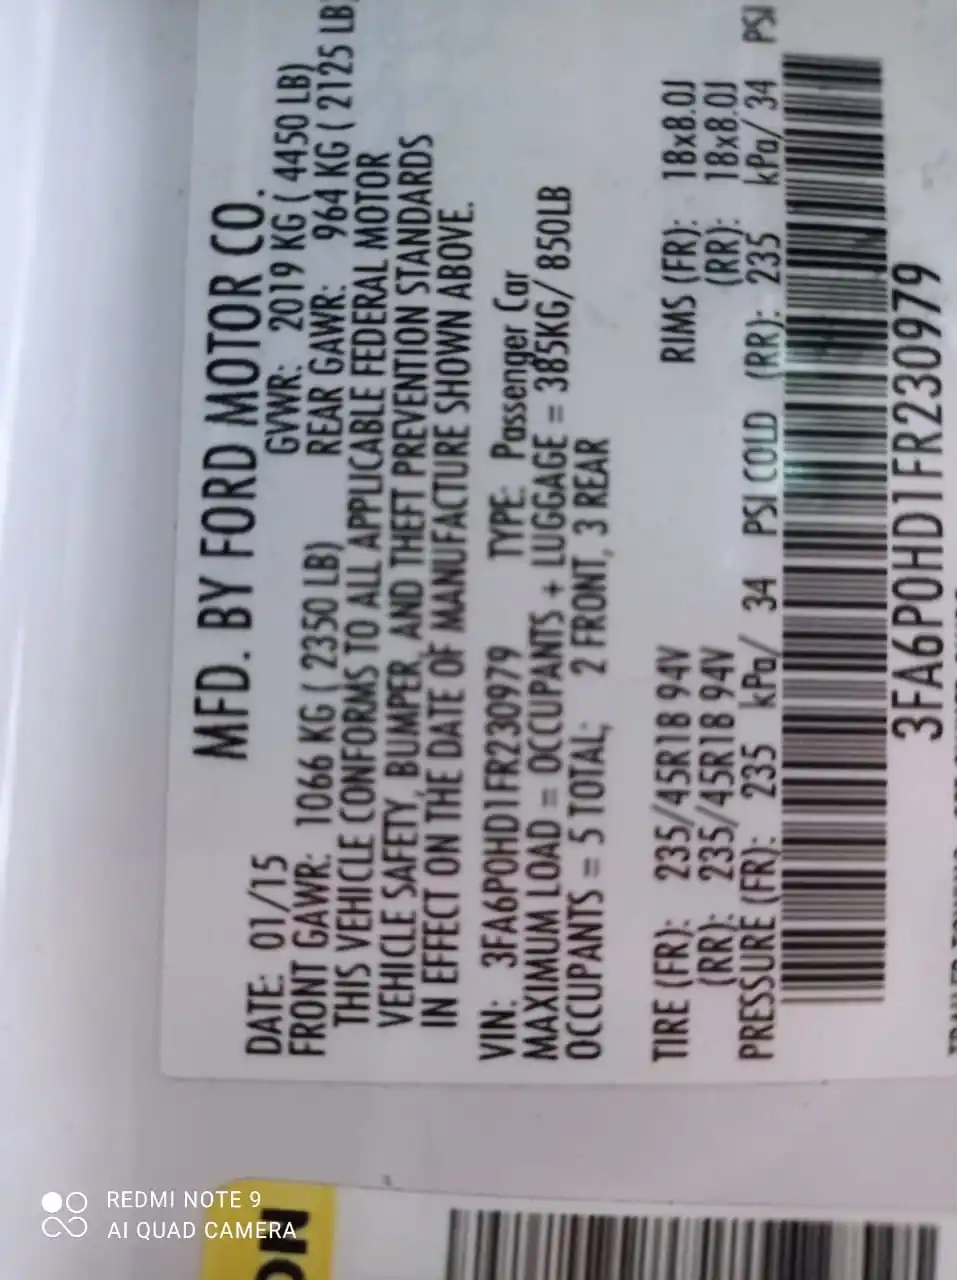 MFD. BY FORD MOTOR CO.
DATE: 01/15 GVWR: 2019 KG ( 4450 LB)
FRONT GAWR: 1066 KG ( 2350 LB) REAR GAWR: 964 KG ( 2125 LB)
THIS VEHICLE CONFORMS TO ALL APPLICABLE FEDERAL MOTOR
VEHICLE SAFETY, BUMPER, AND THEFT PREVENTION STANDARDS
IN EFFECT ON THE DATE OF MANUFACTURE SHOWN ABOVE.
VIN: 3FA6P0HD1FR230979 TYPE: Passenger Car
MAXIMUM LOAD = OCCUPANTS + LUGGAGE = 385KG/ 850LB
OCCUPANTS = 5 TOTAL; 2 FRONT, 3 REAR
TIRE (FR): 235/45R18 94V RIMS (FR): 18x8.0J
(RR): 235/45R18 94V (RR): 18x8.0J
PRESSURE (FR): 235 kPa/ 34 PSI COLD (RR): 235 kPa/ 34 PSI
3FA6P0HD1FR230979
ON
REDMI NOTE 9
AI QUAD CAMERA